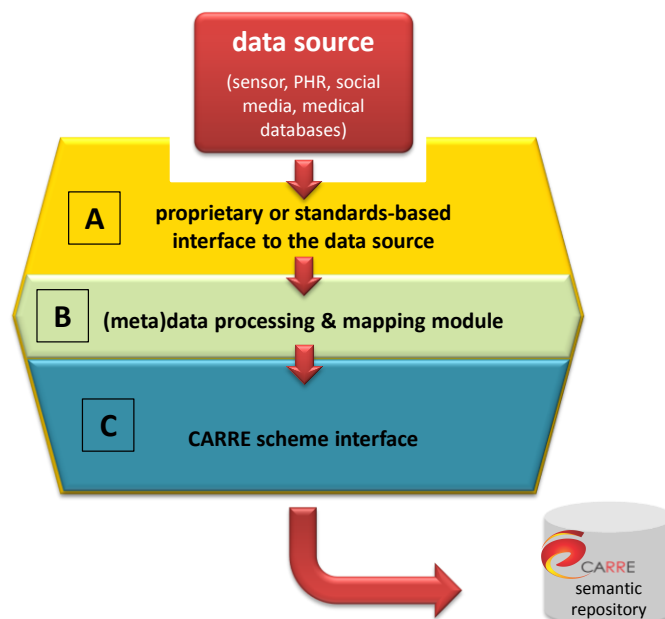 data source
(sensor, PHR, social
media, medical
databases)
A
proprietary or standards-based
interface to the data source
B
(meta)data processing & mapping module
C
CARRE scheme interface
CARRE
semantic
repository